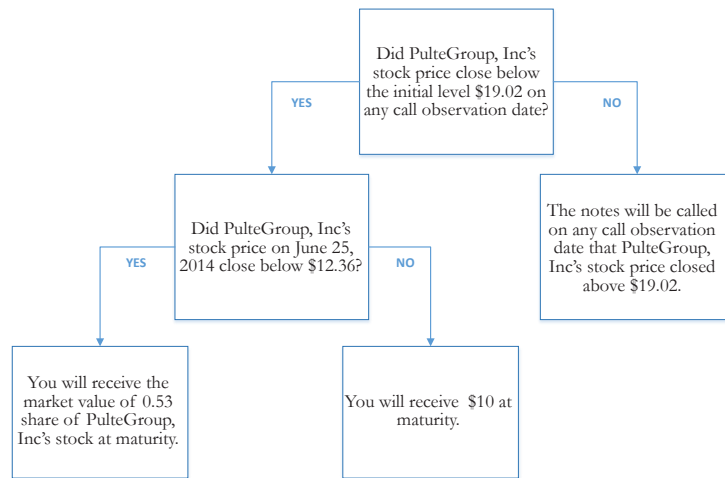 Did PulteGroup, Inc's
stock price close below
the initial level $19.02 on
any call observation date?
YES
NO
Did PulteGroup, Inc's
stock price on June 25,
2014 close below $12.36?
The notes will be called
on any call observation
date that PulteGroup,
Inc's stock price closed
above $19.02.
YES
NO
You will receive the
market value of 0.53
share of PulteGroup,
Inc's stock at maturity.
You will receive $10 at
maturity.